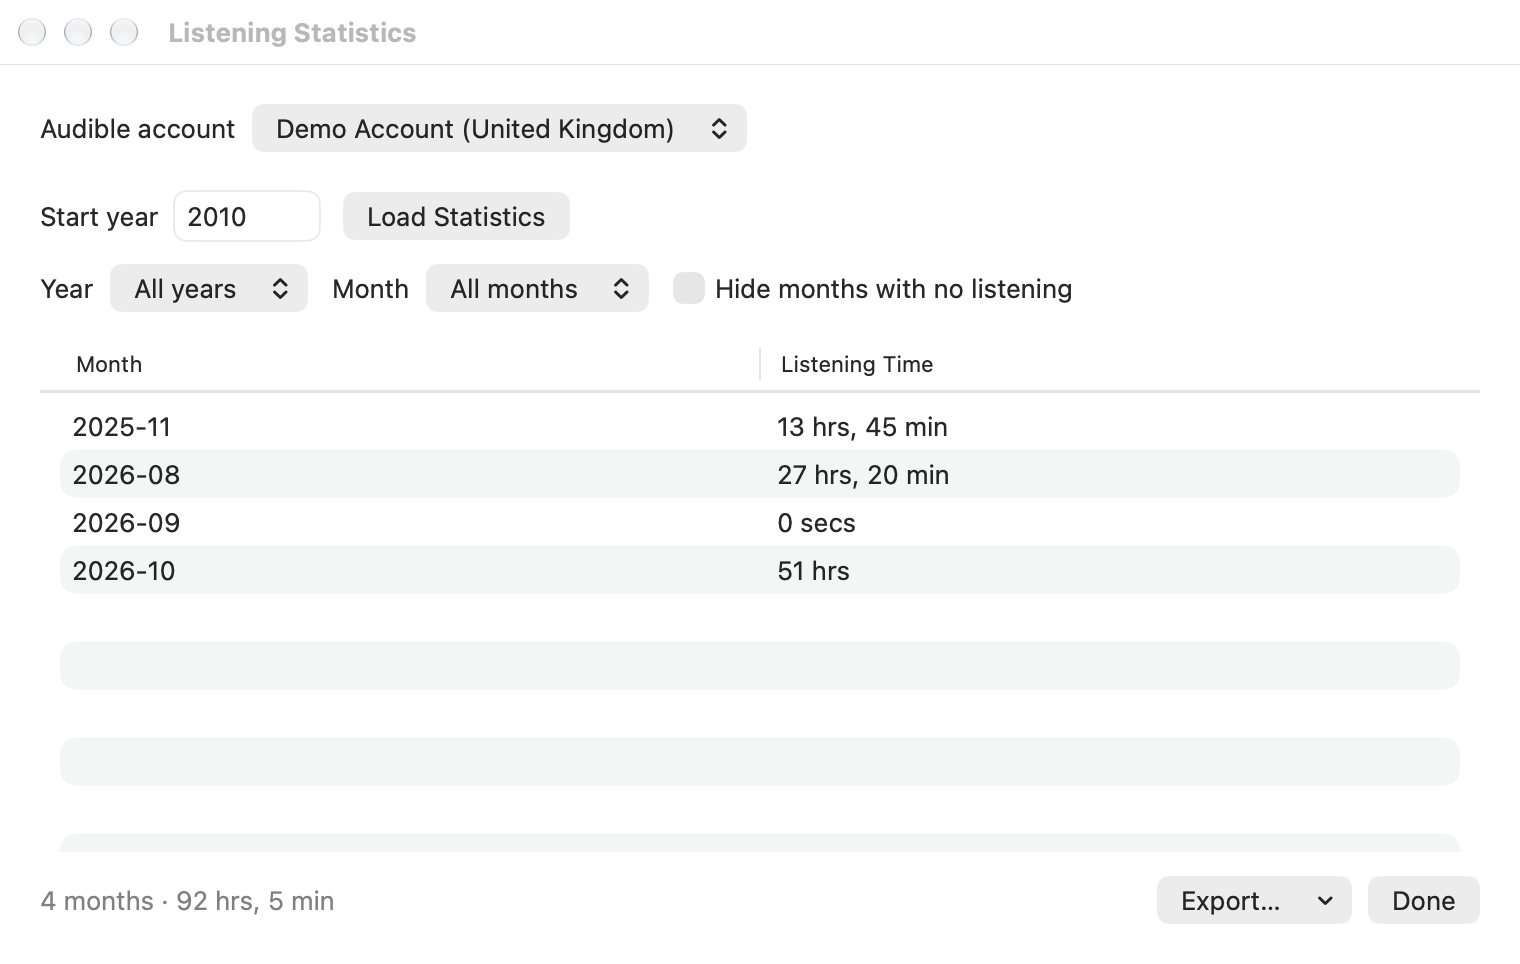 Listening Statistics
Audible account Demo Account (United Kingdom)
Start year 2010 Load Statistics
Year All years Month All months Hide months with no listening
Month Listening Time
2025-11 13 hrs, 45 min
2026-08 27 hrs, 20 min
2026-09 0 secs
2026-10 51 hrs
4 months · 92 hrs, 5 min Export... Done